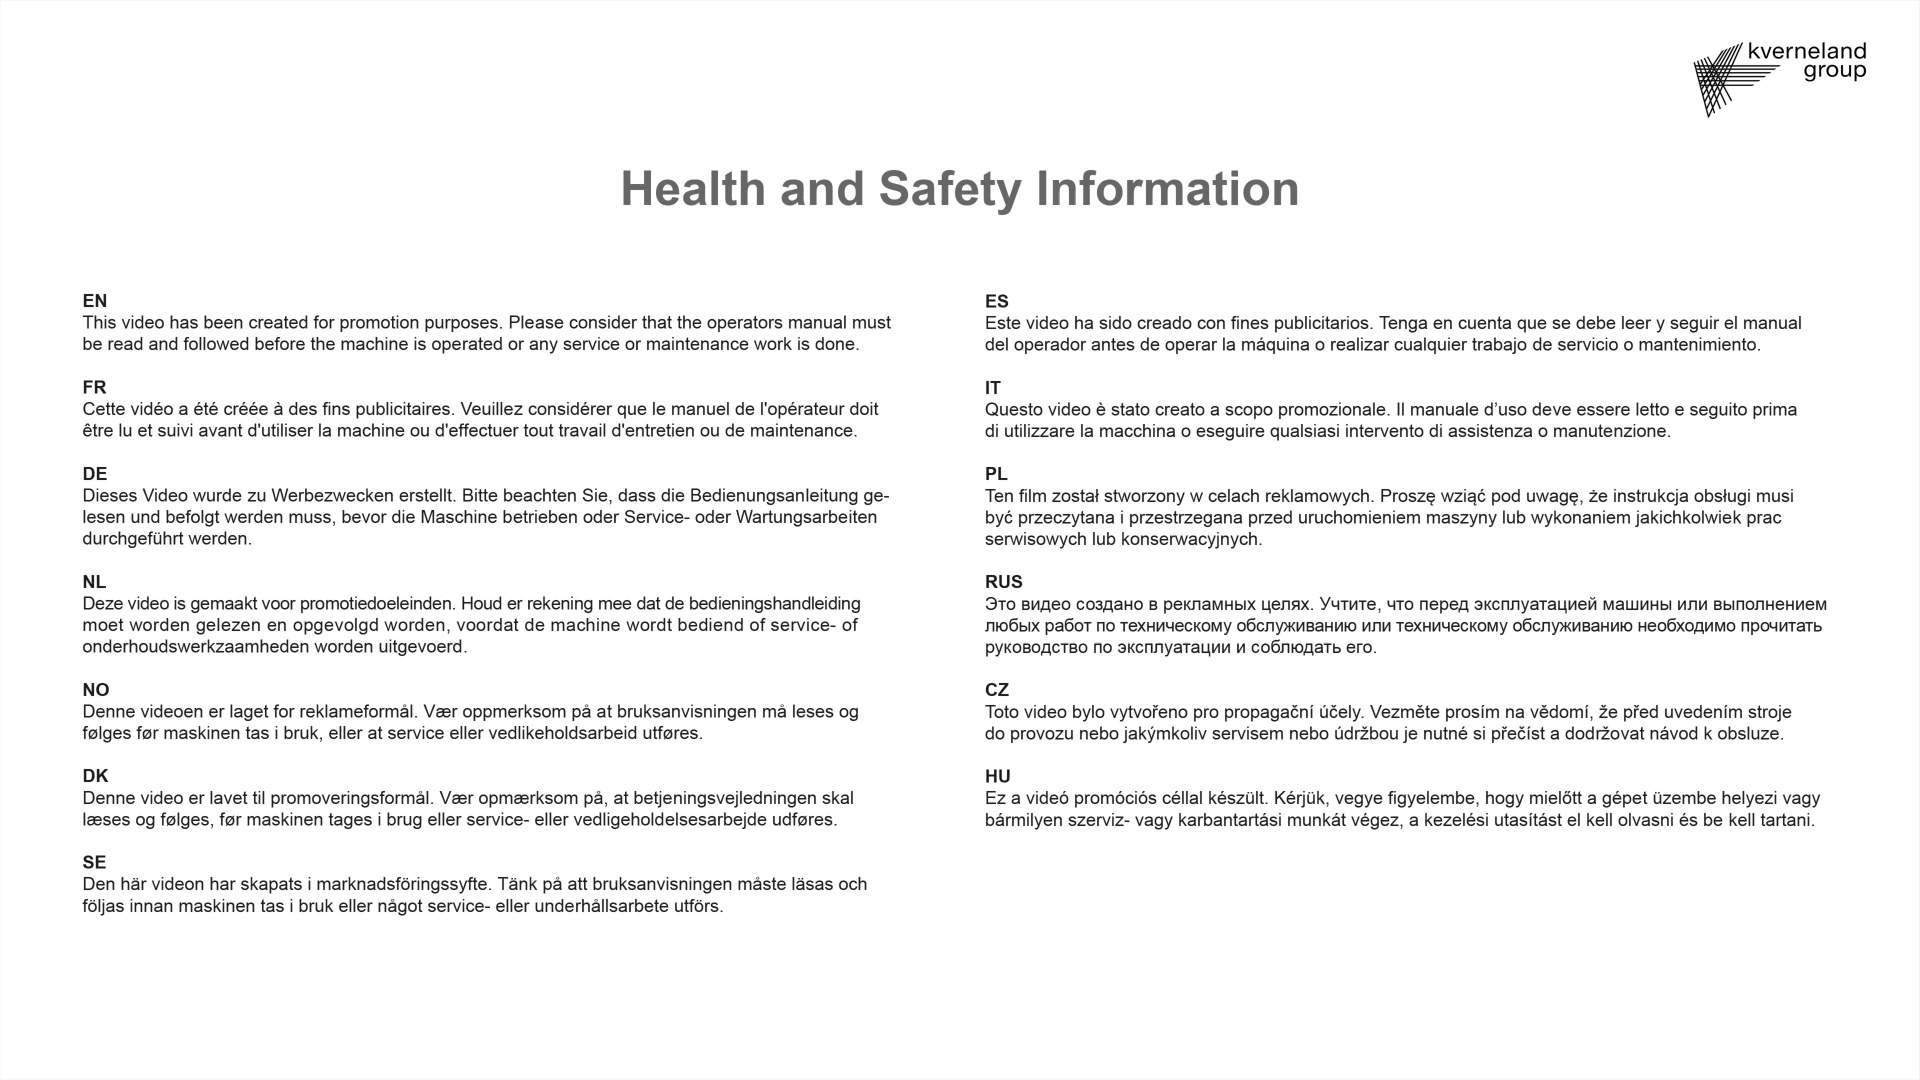 kverneland
group
Health and Safety Information
EN
This video has been created for promotion purposes. Please consider that the operators manual must
be read and followed before the machine is operated or any service or maintenance work is done.
FR
Cette vidéo a été créée à des fins publicitaires. Veuillez considérer que le manuel de l'opérateur doit
être lu et suivi avant d'utiliser la machine ou d'effectuer tout travail d'entretien ou de maintenance.
DE
Dieses Video wurde zu Werbezwecken erstellt. Bitte beachten Sie, dass die Bedienungsanleitung ge-
lesen und befolgt werden muss, bevor die Maschine betrieben oder Service- oder Wartungsarbeiten
durchgeführt werden.
NL
Deze video is gemaakt voor promotiedoeleinden. Houd er rekening mee dat de bedieningshandleiding
moet worden gelezen en opgevolgd worden, voordat de machine wordt bediend of service- of
onderhoudswerkzaamheden worden uitgevoerd.
NO
Denne videoen er laget for reklameformål. Vær oppmerksom på at bruksanvisningen må leses og
følges før maskinen tas i bruk, eller at service eller vedlikeholdsarbeid utføres.
DK
Denne video er lavet til promoveringsformål. Vær opmærksom på, at betjeningsvejledningen skal
læses og følges, før maskinen tages i brug eller service- eller vedligeholdelsesarbejde udføres.
SE
Den här videon har skapats i marknadsföringssyfte. Tänk på att bruksanvisningen måste läsas och
följas innan maskinen tas i bruk eller något service- eller underhållsarbete utförs.
ES
Este video ha sido creado con fines publicitarios. Tenga en cuenta que se debe leer y seguir el manual
del operador antes de operar la máquina o realizar cualquier trabajo de servicio o mantenimiento.
IT
Questo video è stato creato a scopo promozionale. Il manuale d’uso deve essere letto e seguito prima
di utilizzare la macchina o eseguire qualsiasi intervento di assistenza o manutenzione.
PL
Ten film został stworzony w celach reklamowych. Proszę wziąć pod uwagę, że instrukcja obsługi musi
być przeczytana i przestrzegana przed uruchomieniem maszyny lub wykonaniem jakichkolwiek prac
serwisowych lub konserwacyjnych.
RUS
Это видео создано в рекламных целях. Учтите, что перед эксплуатацией машины или выполнением
любых работ по техническому обслуживанию или техническому обслуживанию необходимо прочитать
руководство по эксплуатации и соблюдать его.
CZ
Toto video bylo vytvořeno pro propagační účely. Vezměte prosím na vědomí, že před uvedením stroje
do provozu nebo jakýmkoliv servisem nebo údržbou je nutné si přečíst a dodržovat návod k obsluze.
HU
Ez a videó promóciós céllal készült. Kérjük, vegye figyelembe, hogy mielőtt a gépet üzembe helyezi vagy
bármilyen szerviz- vagy karbantartási munkát végez, a kezelési utasítást el kell olvasni és be kell tartani.